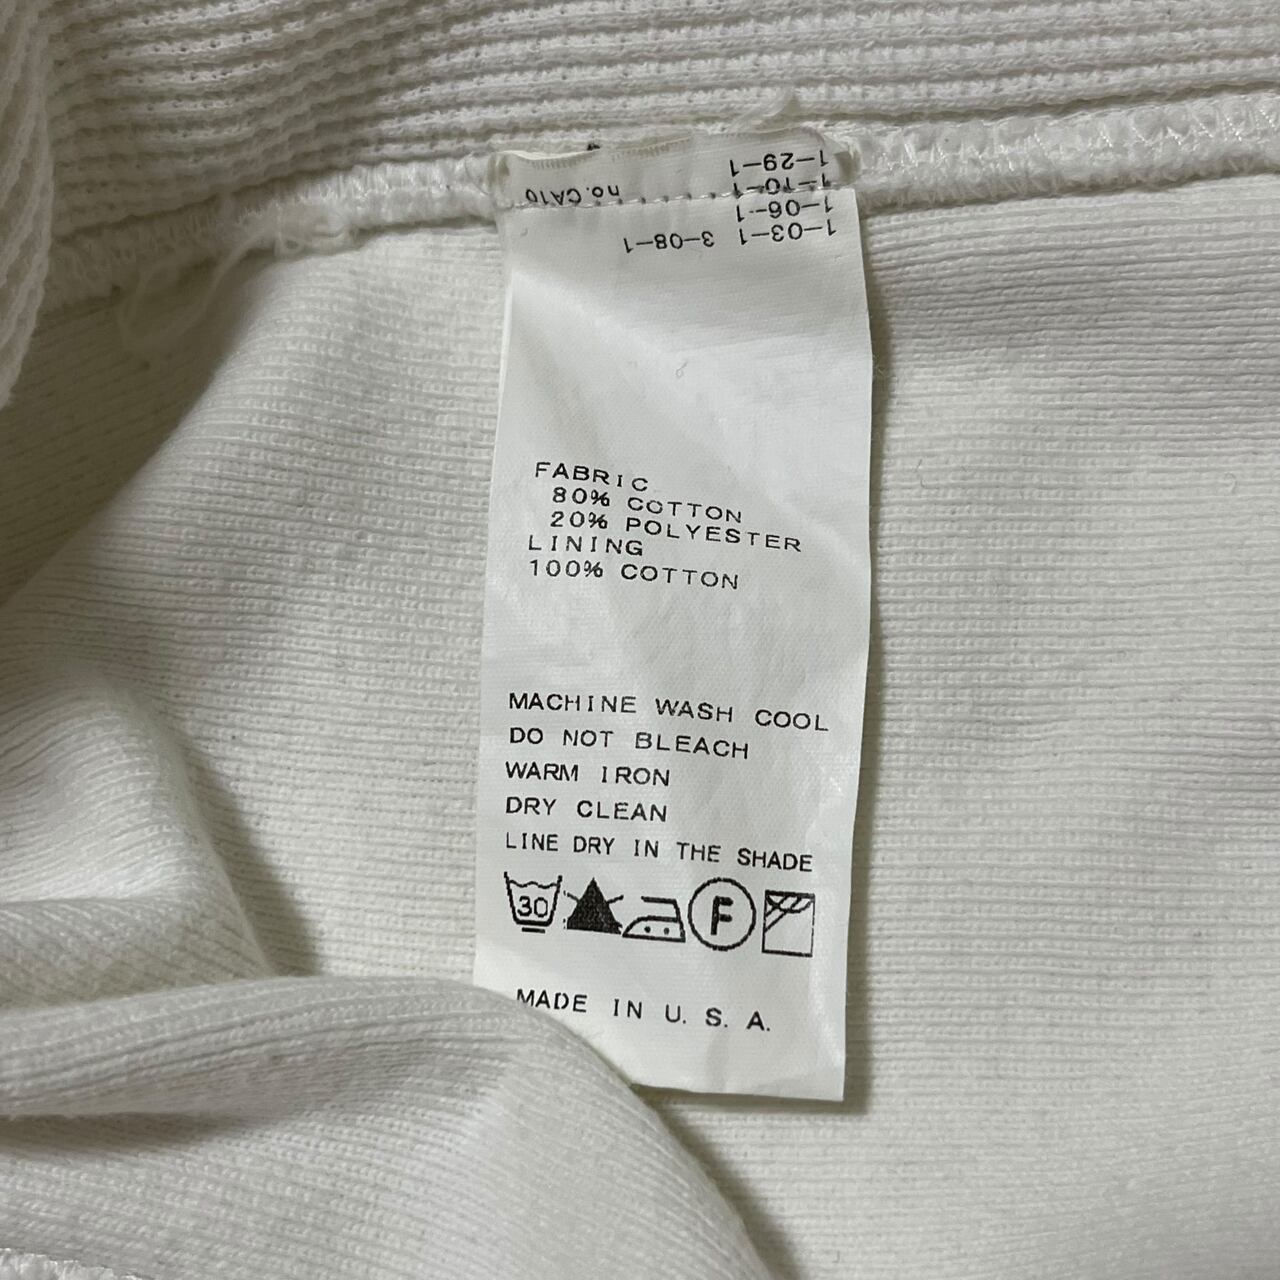 1-29-1
no.CA10 1-10-1
1-06-1
1-03-1 3-08-1
FABRIC
80% COTTON
20% POLYESTER
LINING
100% COTTON
MACHINE WASH COOL
DO NOT BLEACH
WARM IRON
DRY CLEAN
LINE DRY IN THE SHADE
30 F
MADE IN U. S. A.